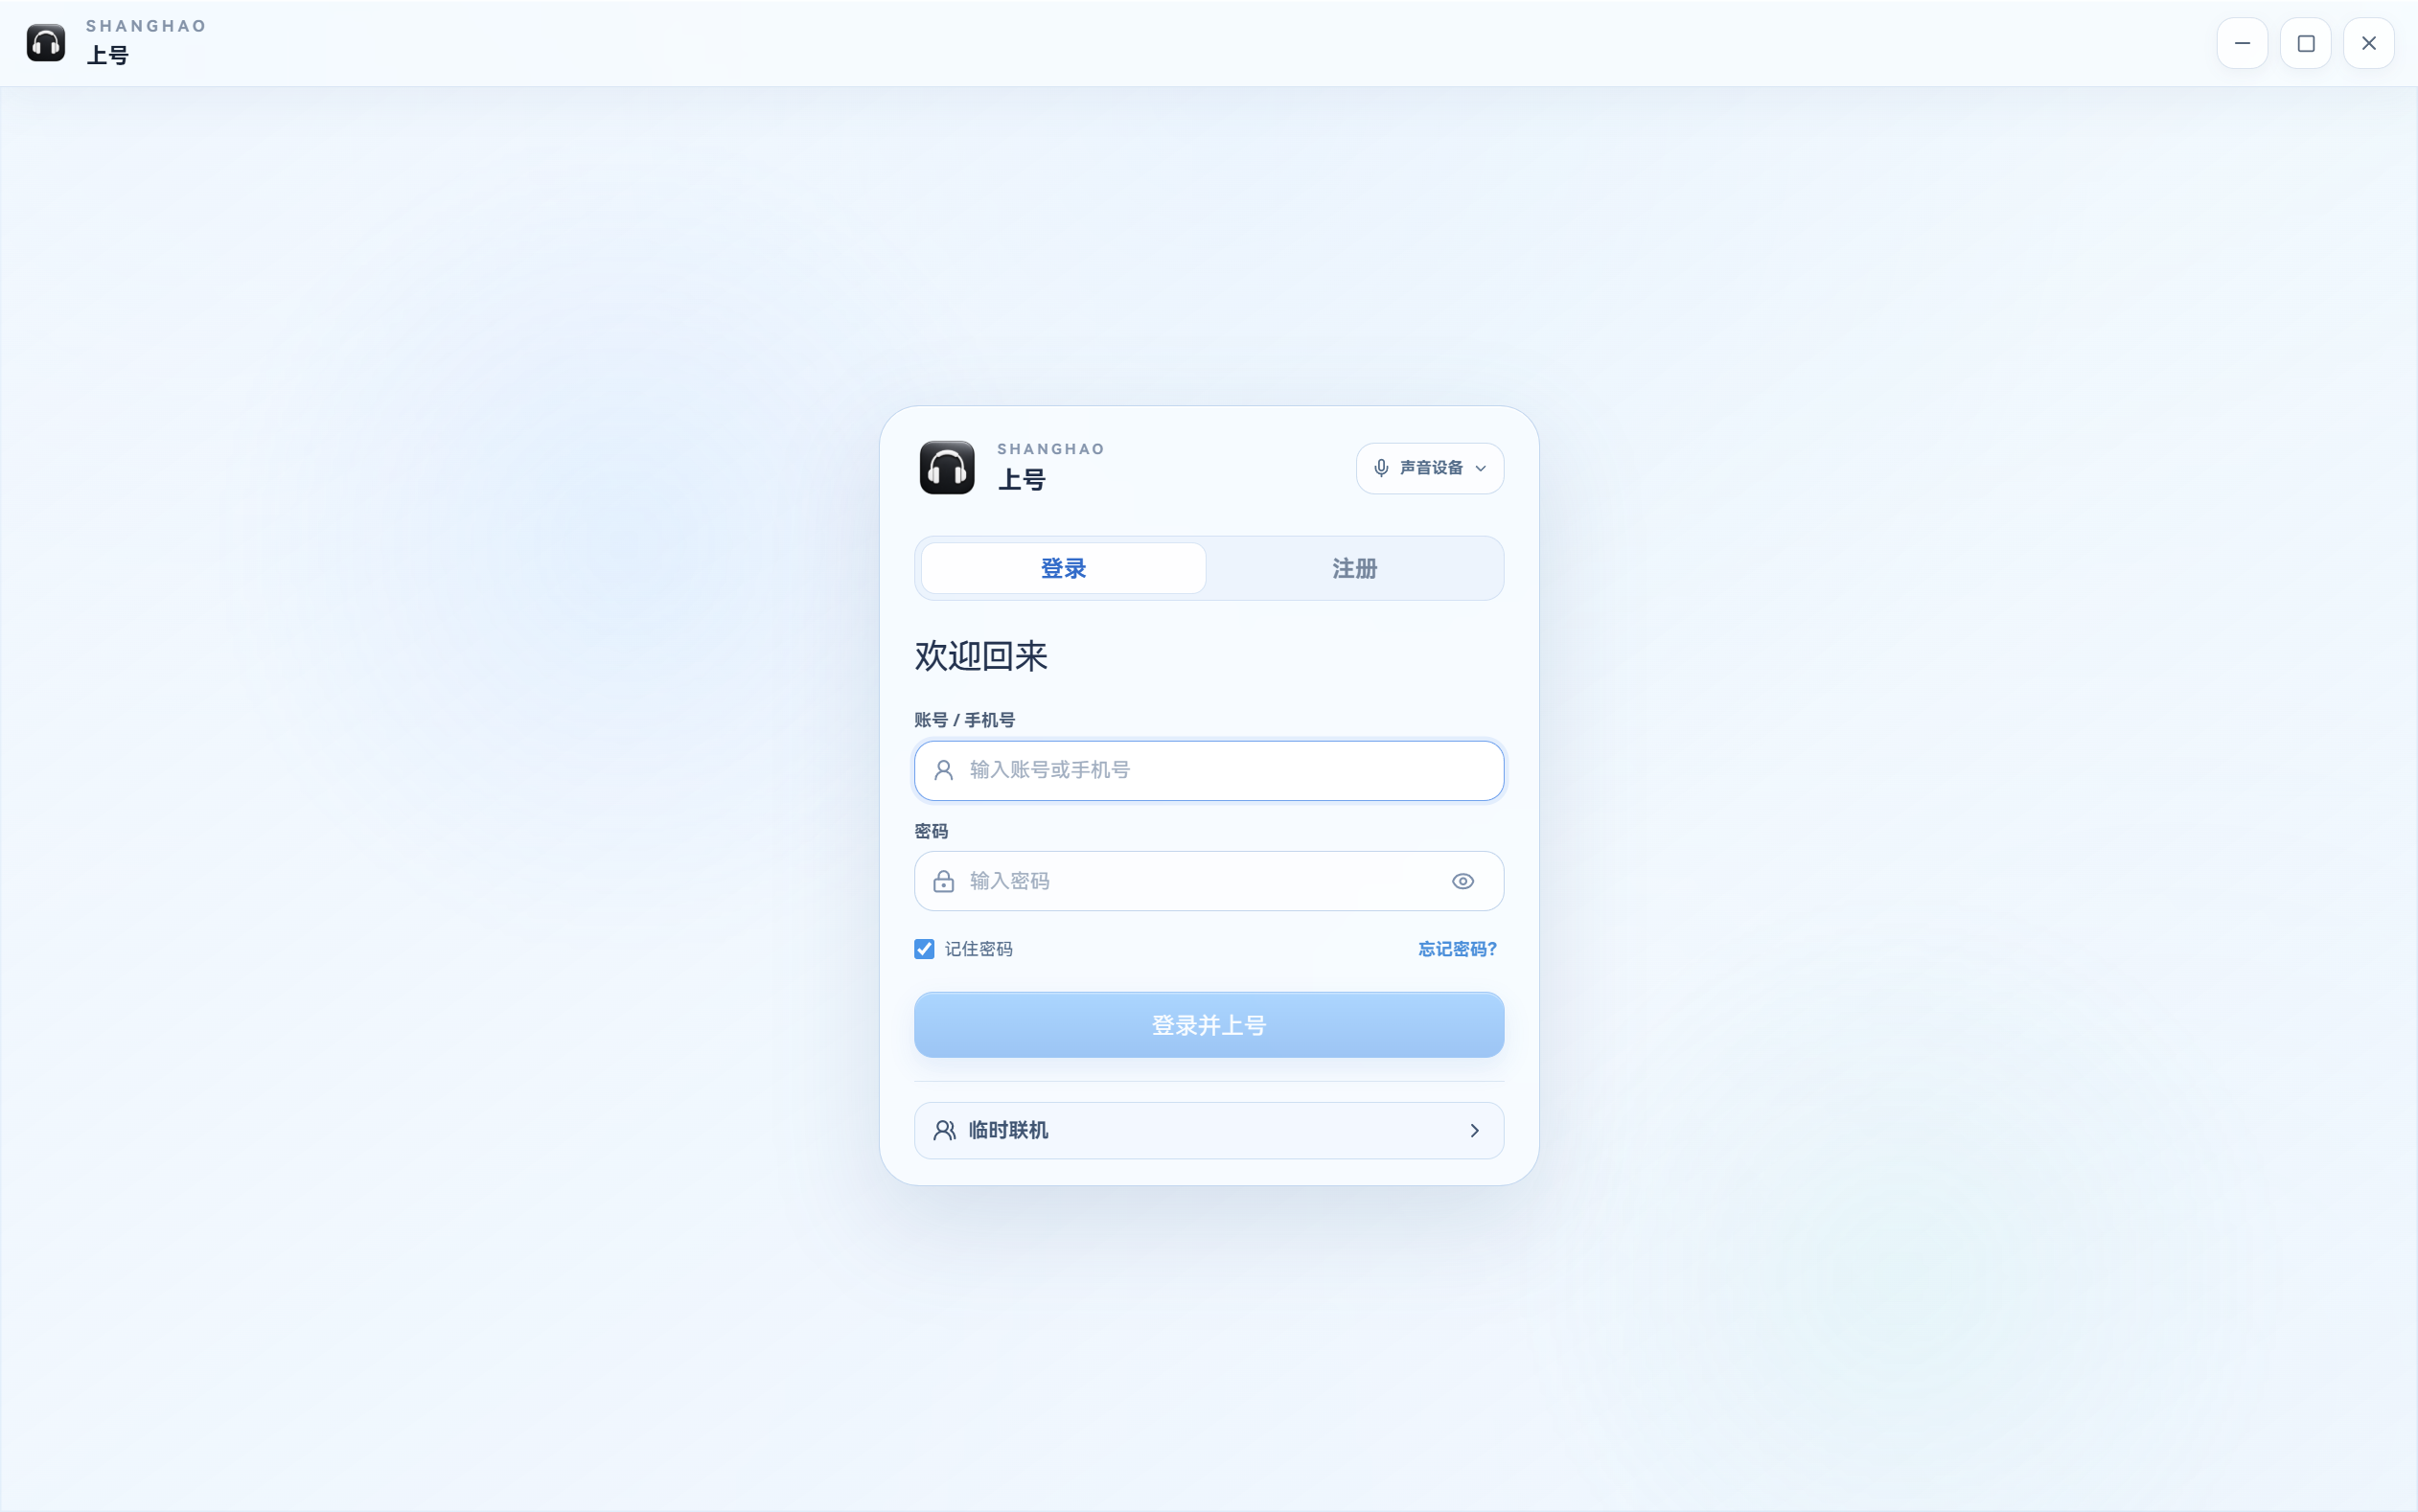 SHANGHAO
上号
SHANGHAO
上号
声音设备
登录
注册
欢迎回来
账号 / 手机号
输入账号或手机号
密码
输入密码
记住密码
忘记密码?
登录并上号
临时联机